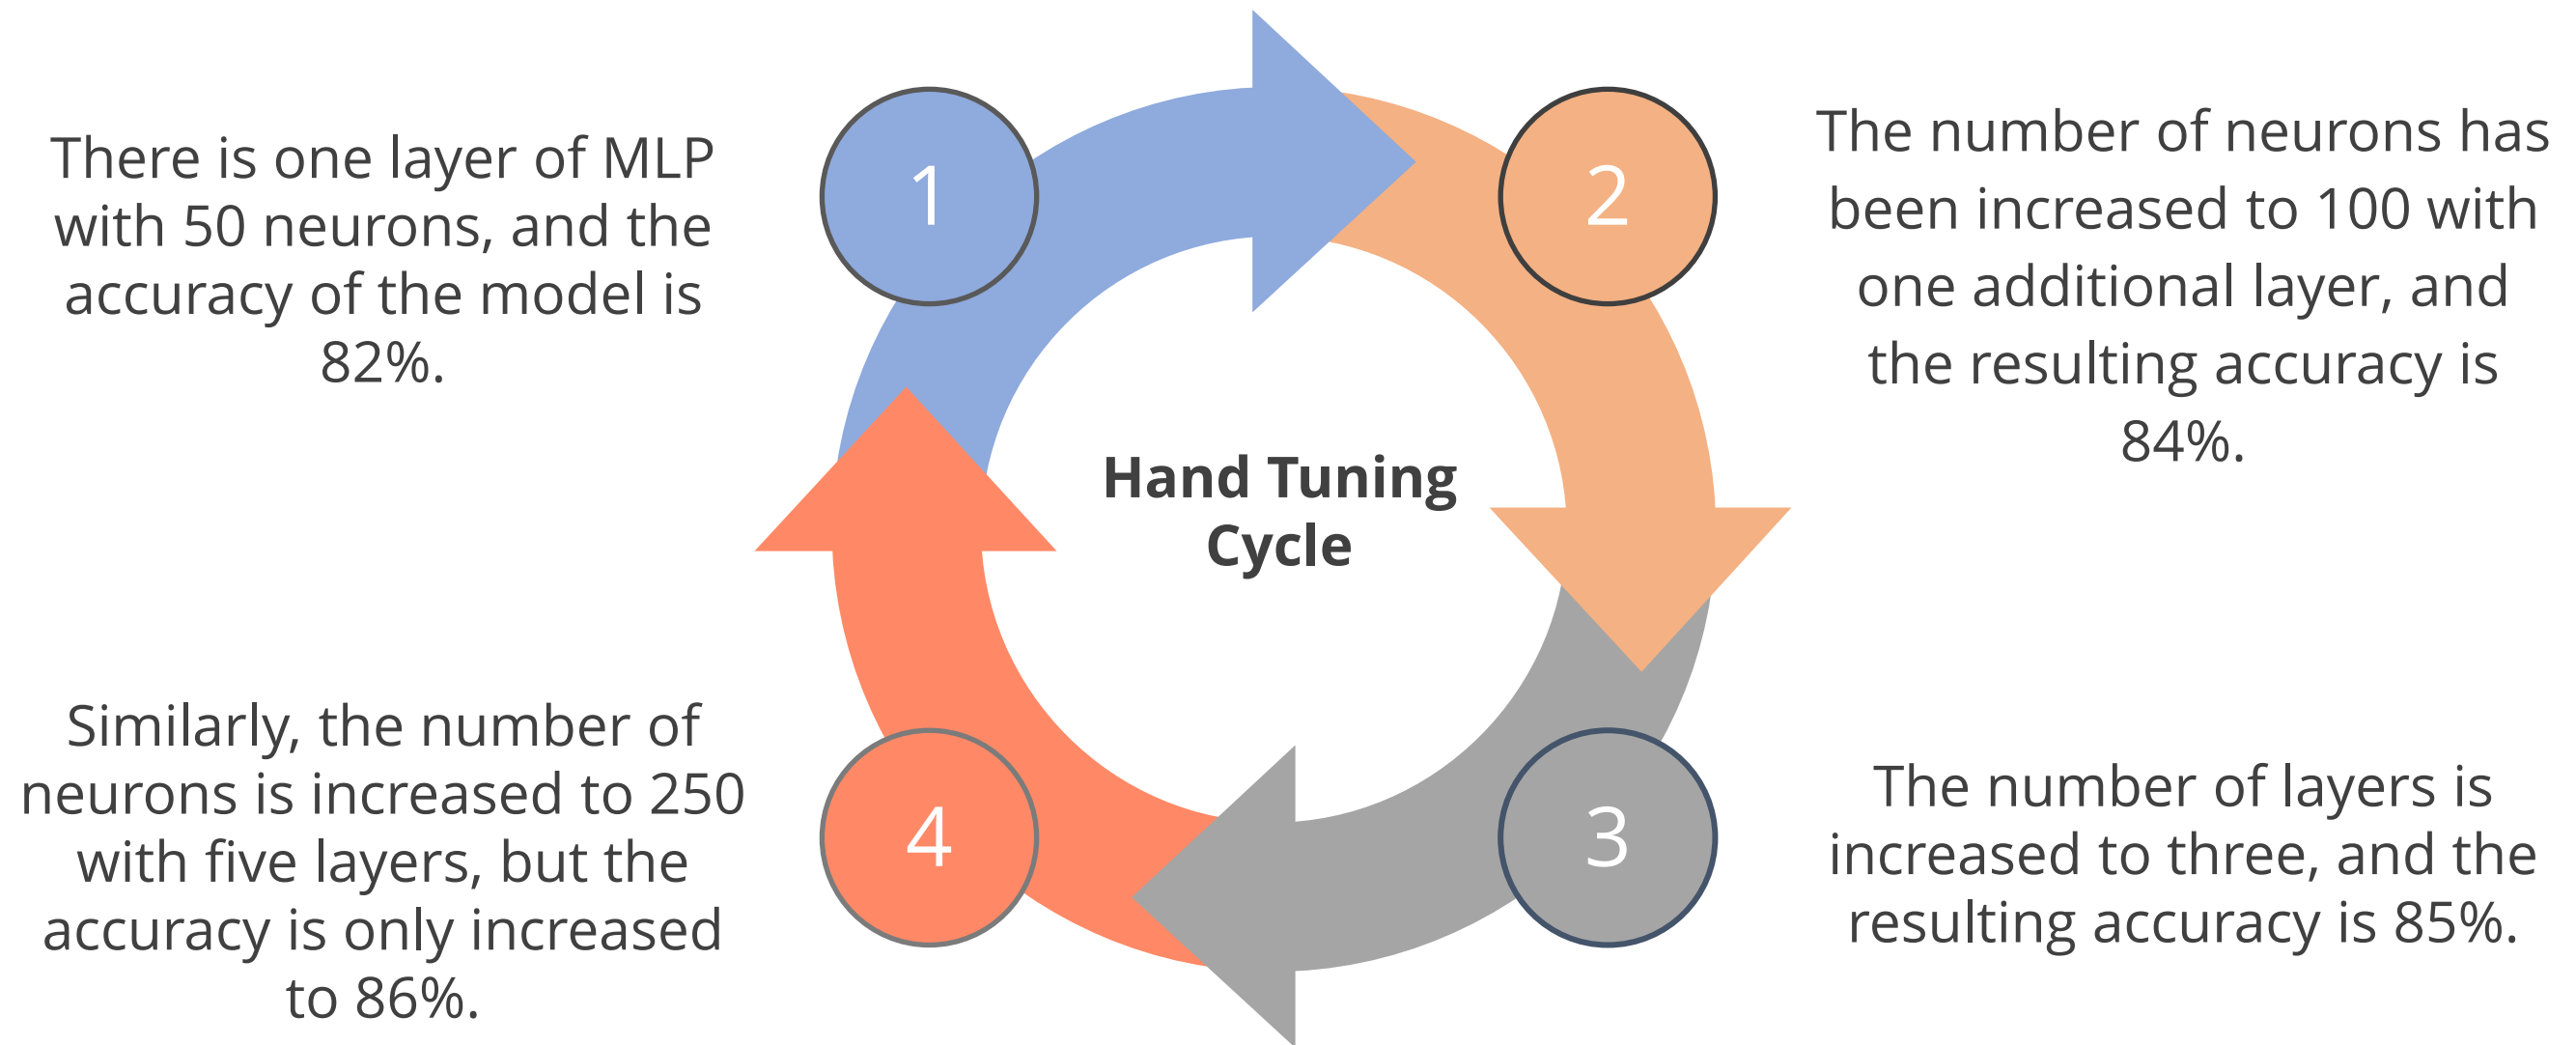 There is one layer of MLP
with 50 neurons, and the
accuracy of the model is
82%.
1
2
The number of neurons has
been increased to 100 with
one additional layer, and
the resulting accuracy is
84%.
Hand Tuning
Cycle
Similarly, the number of
neurons is increased to 250
with five layers, but the
accuracy is only increased
to 86%.
4
3
The number of layers is
increased to three, and the
resulting accuracy is 85%.